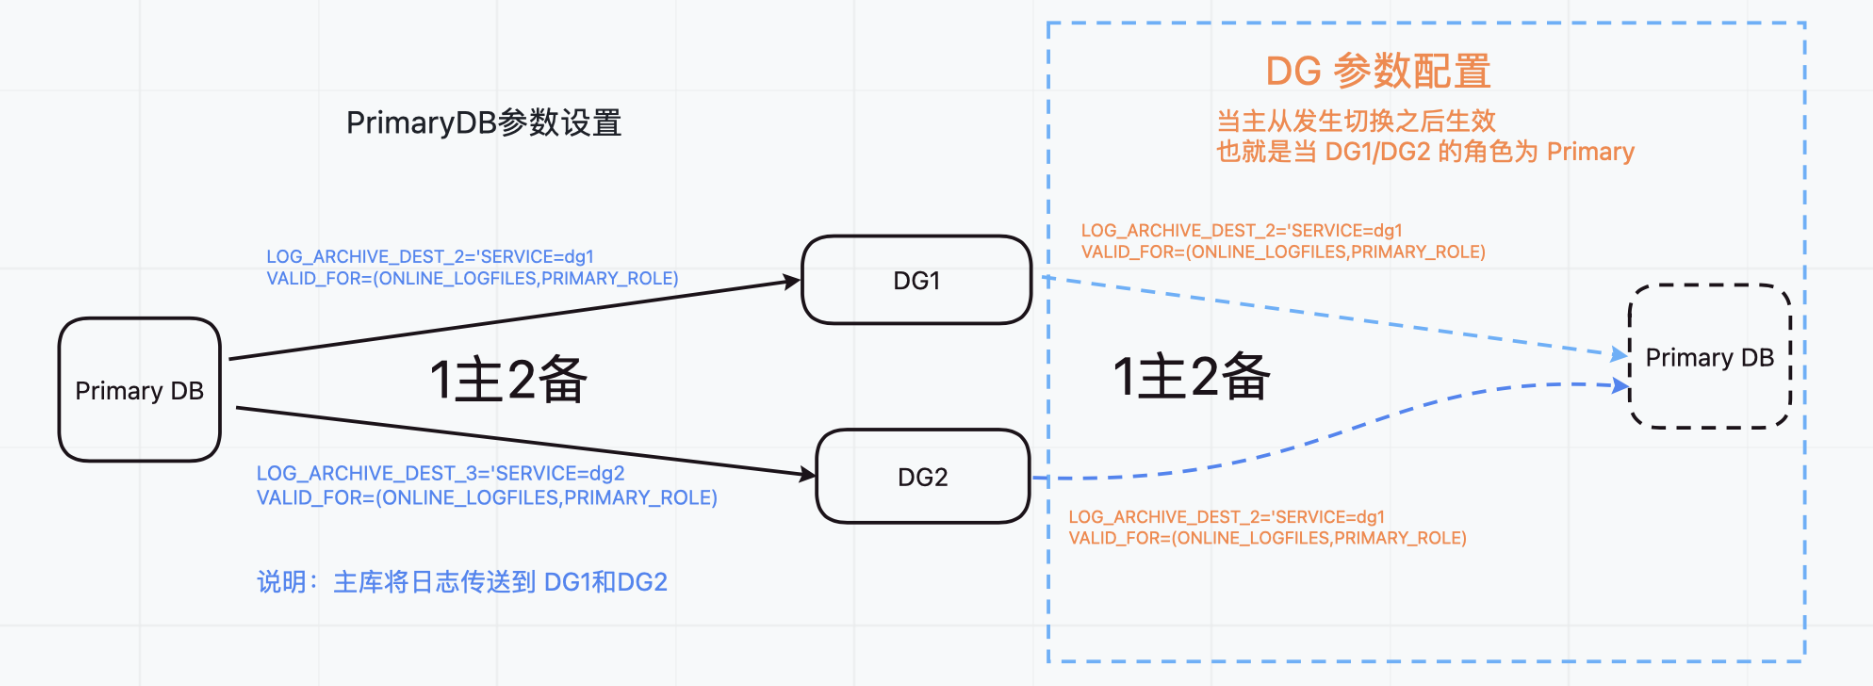 DG 参数配置
当主从发生切换之后生效
也就是当 DG1/DG2 的角色为 Primary
PrimaryDB参数设置
LOG_ARCHIVE_DEST_2='SERVICE=dg1
VALID_FOR=(ONLINE_LOGFILES,PRIMARY_ROLE)
DG1
LOG_ARCHIVE_DEST_2='SERVICE=dg1
VALID_FOR=(ONLINE_LOGFILES,PRIMARY_ROLE)
Primary DB
1主2备
1主2备
Primary DB
LOG_ARCHIVE_DEST_3='SERVICE=dg2
VALID_FOR=(ONLINE_LOGFILES,PRIMARY_ROLE)
DG2
LOG_ARCHIVE_DEST_2='SERVICE=dg1
VALID_FOR=(ONLINE_LOGFILES,PRIMARY_ROLE)
说明：主库将日志传送到 DG1和DG2